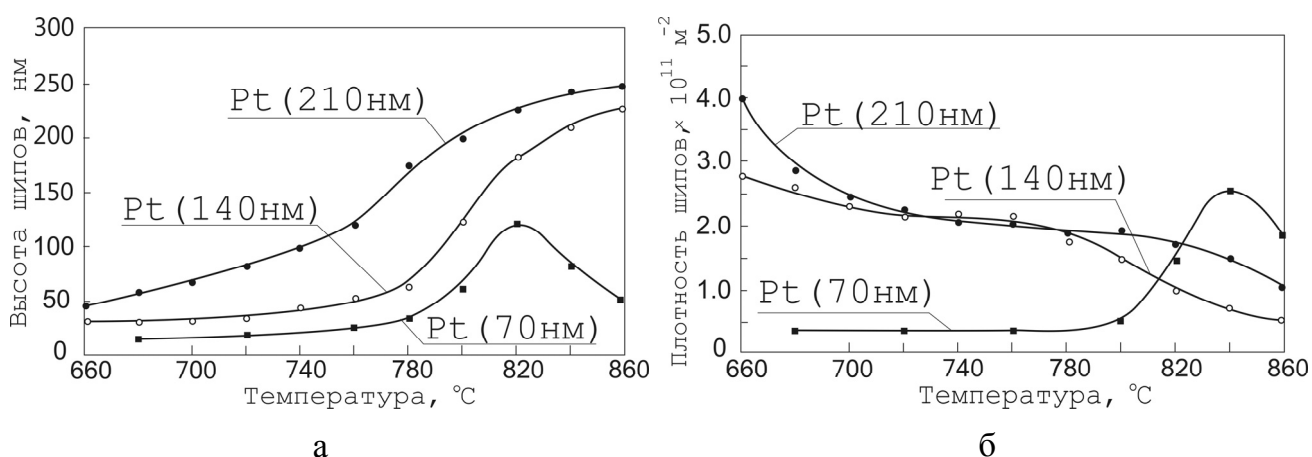 Высота шипов, нм
300
250
200
150
100
50
0
Pt(210нм)
Pt(140нм)
Pt(70нм)
660 700 740 780 820 860
Температура, °C
а
Плотность шипов,× 10¹¹ м⁻²
5.0
4.0
3.0
2.0
1.0
0
Pt(210нм)
Pt(140нм)
Pt(70нм)
660 700 740 780 820 860
Температура, °C
б